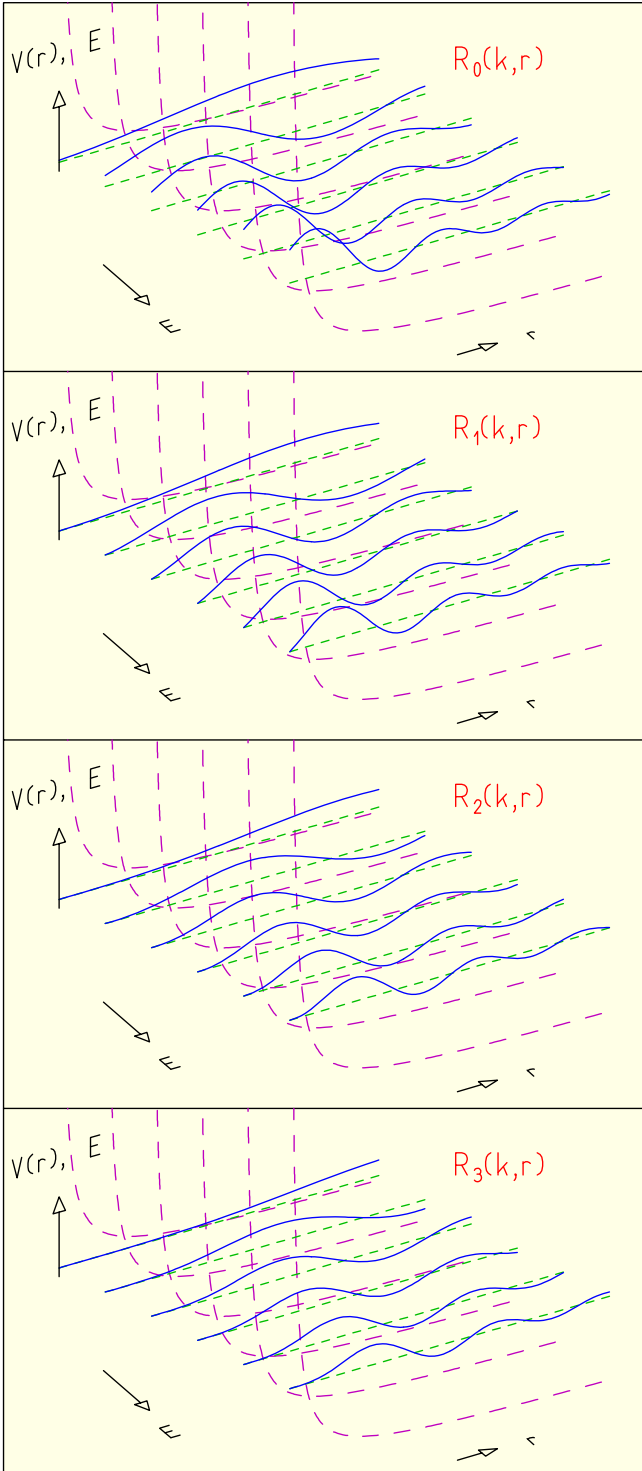 V(r), E
R₀(k,r)
E
r
V(r), E
R₁(k,r)
E
r
V(r), E
R₂(k,r)
E
r
V(r), E
R₃(k,r)
E
r